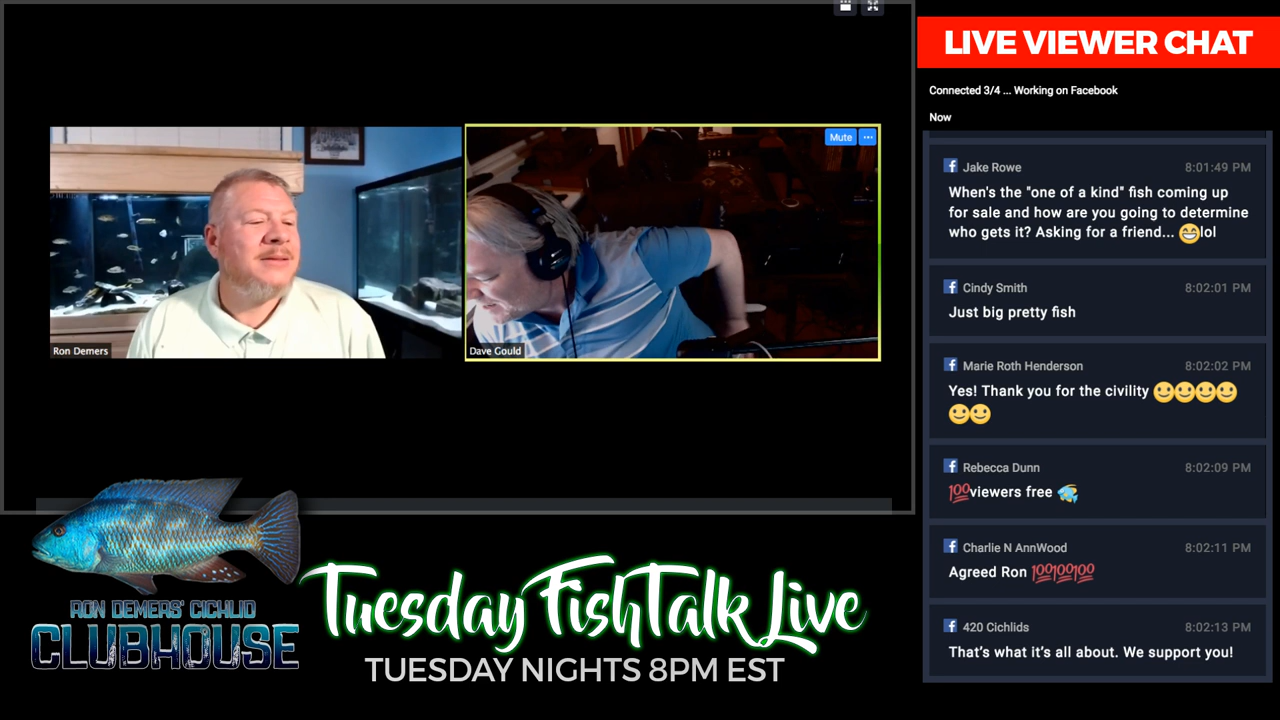 LIVE VIEWER CHAT
Connected 3/4 ... Working on Facebook
Now
Jake Rowe 8:01:49 PM
When's the "one of a kind" fish coming up
for sale and how are you going to determine
who gets it? Asking for a friend... 😄lol
Cindy Smith 8:02:01 PM
Just big pretty fish
Marie Roth Henderson 8:02:02 PM
Yes! Thank you for the civility 😀😀😀😀
😀😀
Rebecca Dunn 8:02:09 PM
💯viewers free 🐠
Charlie N AnnWood 8:02:11 PM
Agreed Ron 💯💯💯
420 Cichlids 8:02:13 PM
That's what it's all about. We support you!
Mute ...
Ron Demers
Dave Gould
RON DEMERS' CICHLID
CLUBHOUSE
Tuesday FishTalk Live
TUESDAY NIGHTS 8PM EST